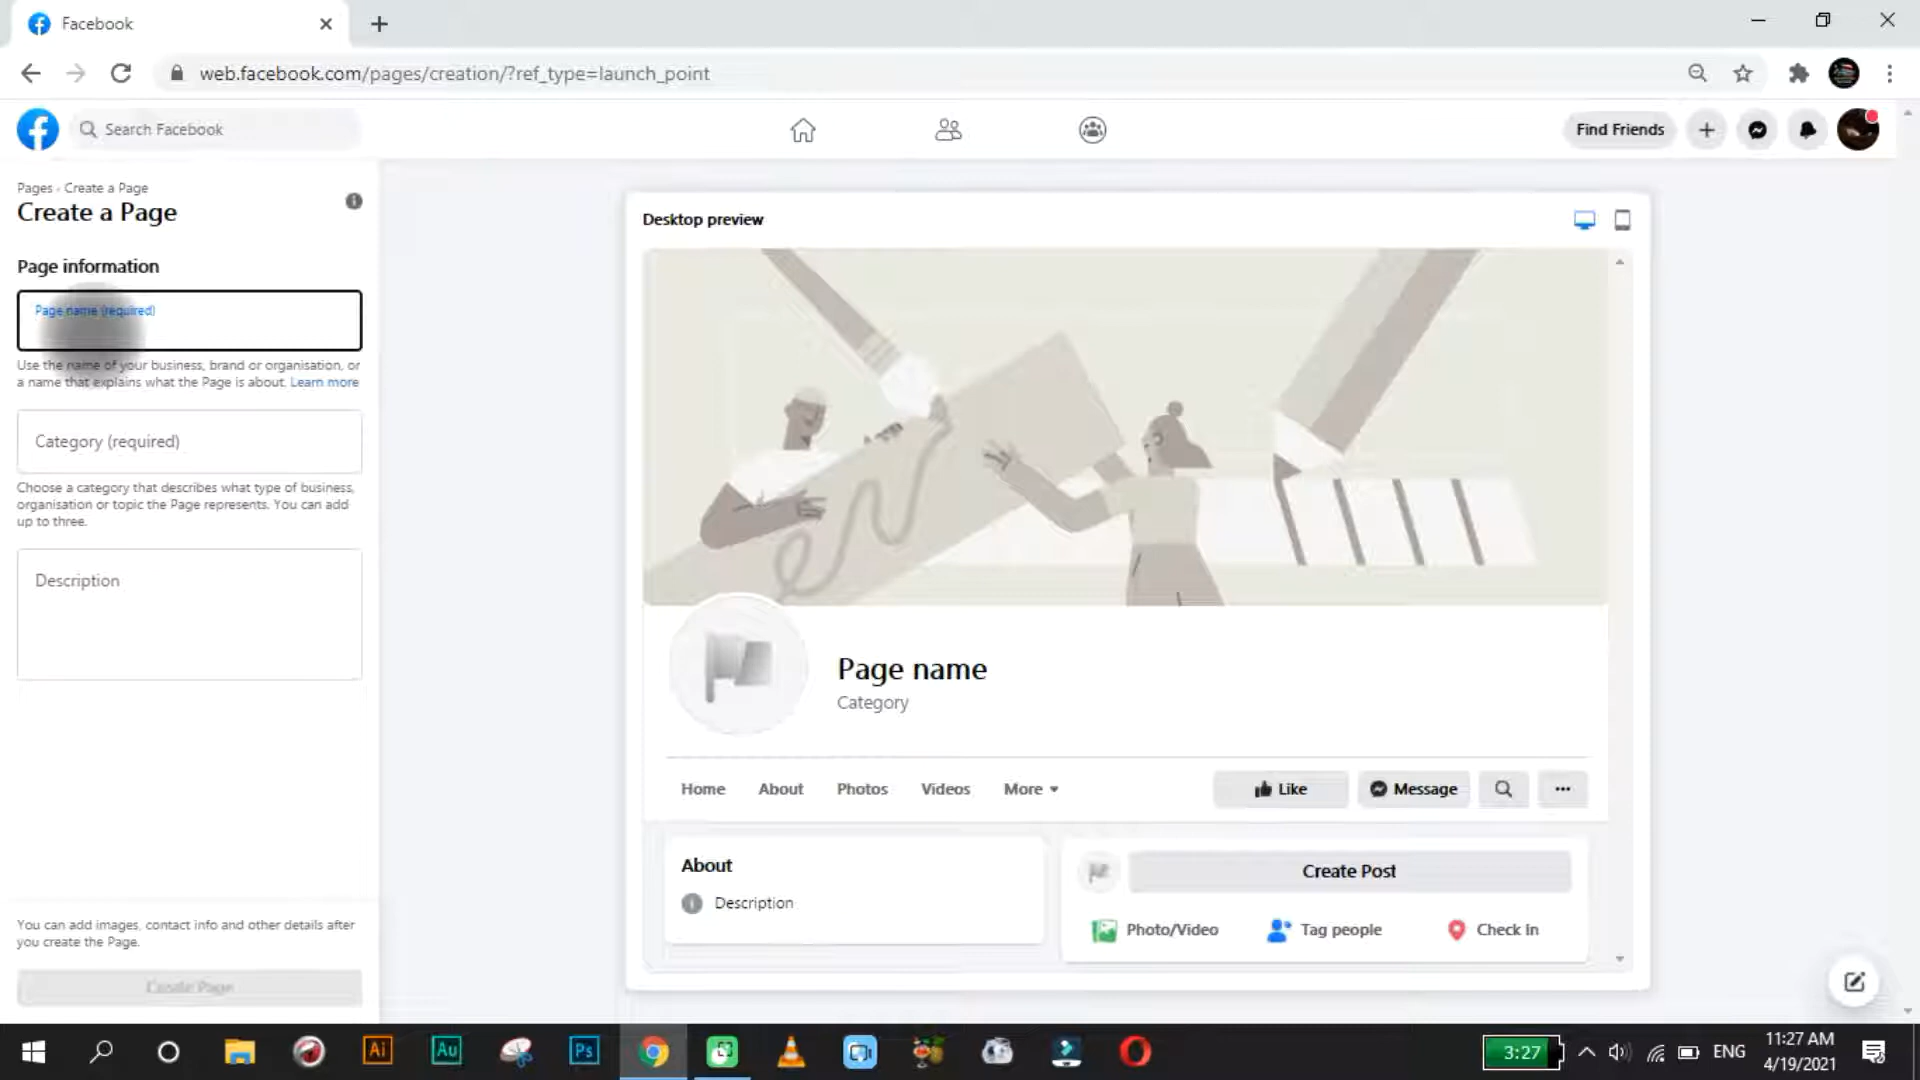 Facebook
web.facebook.com/pages/creation/?ref_type=launch_point
Search Facebook
Find Friends
Pages · Create a Page
Create a Page
Page information
Page name (required)
Use the name of your business, brand or organisation, or
a name that explains what the Page is about. Learn more
Category (required)
Choose a category that describes what type of business,
organisation or topic the Page represents. You can add
up to three.
Description
You can add images, contact info and other details after
you create the Page.
Create Page
Desktop preview
Page name
Category
Home About Photos Videos More
Like Message
About
Description
Create Post
Photo/Video Tag people Check In
Ai Au Ps
3:27
ENG
11:27 AM
4/19/2021